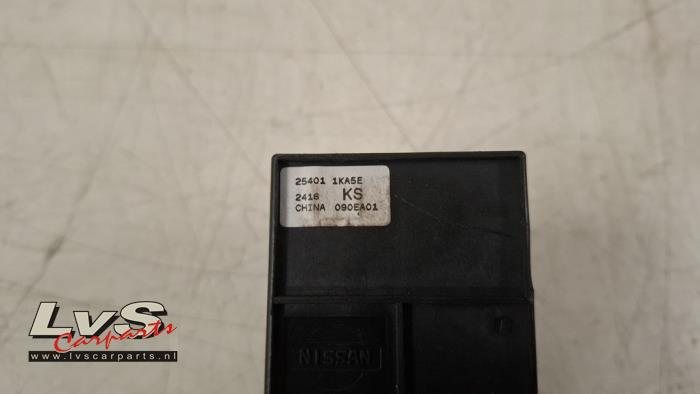 25401 1KA5E
2416 KS
CHINA 090EA01
NISSAN
LvS
Carparts
www.lvscarparts.nl